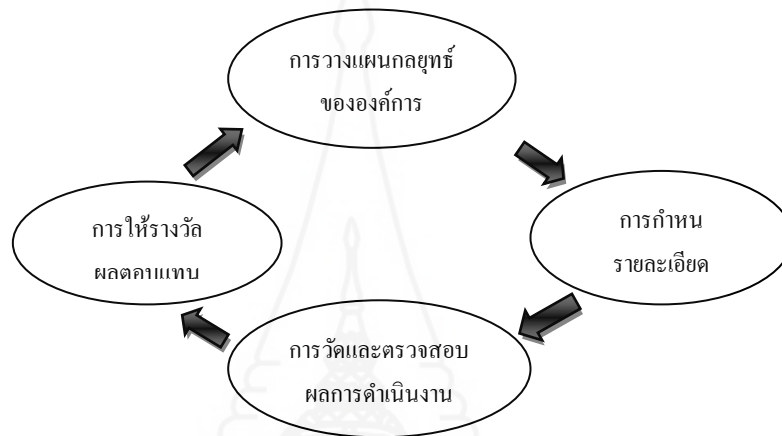 การวางแผนกลยุทธ์
ขององค์การ
การกำหน
รายละเอียด
การวัดและตรวจสอบ
ผลการดำเนินงาน
การให้รางวัล
ผลตอบแทน